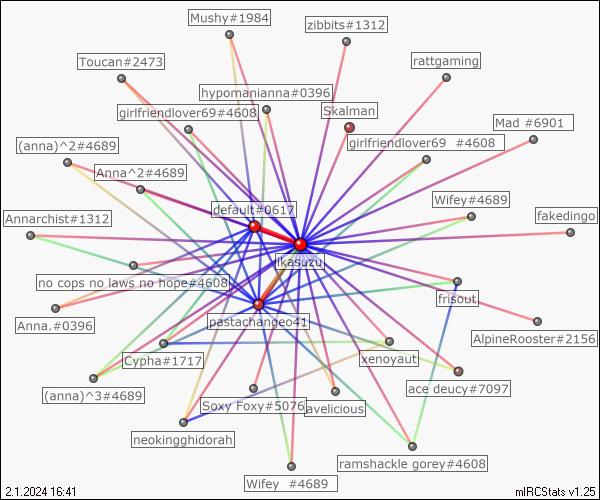 Mushy#1984
zibbits#1312
Toucan#2473
rattgaming
hypomanianna#0396
girlfriendlover69#4608
Skalman
Mad #6901
(anna)^2#4689
girlfriendlover69 #4608
Anna^2#4689
Wifey#4689
default#0617
Annarchist#1312
fakedingo
ikasuzu
no cops no laws no hope#4608
frisout
Anna.#0396
pastachangeo41
AlpineRooster#2156
Cypha#1717
xenoyaut
(anna)^3#4689
ace deucy#7097
Soxy Foxy#5076
avelicious
neokingghidorah
ramshackle gorey#4608
Wifey #4689
2.1.2024 16:41
mIRCStats v1.25